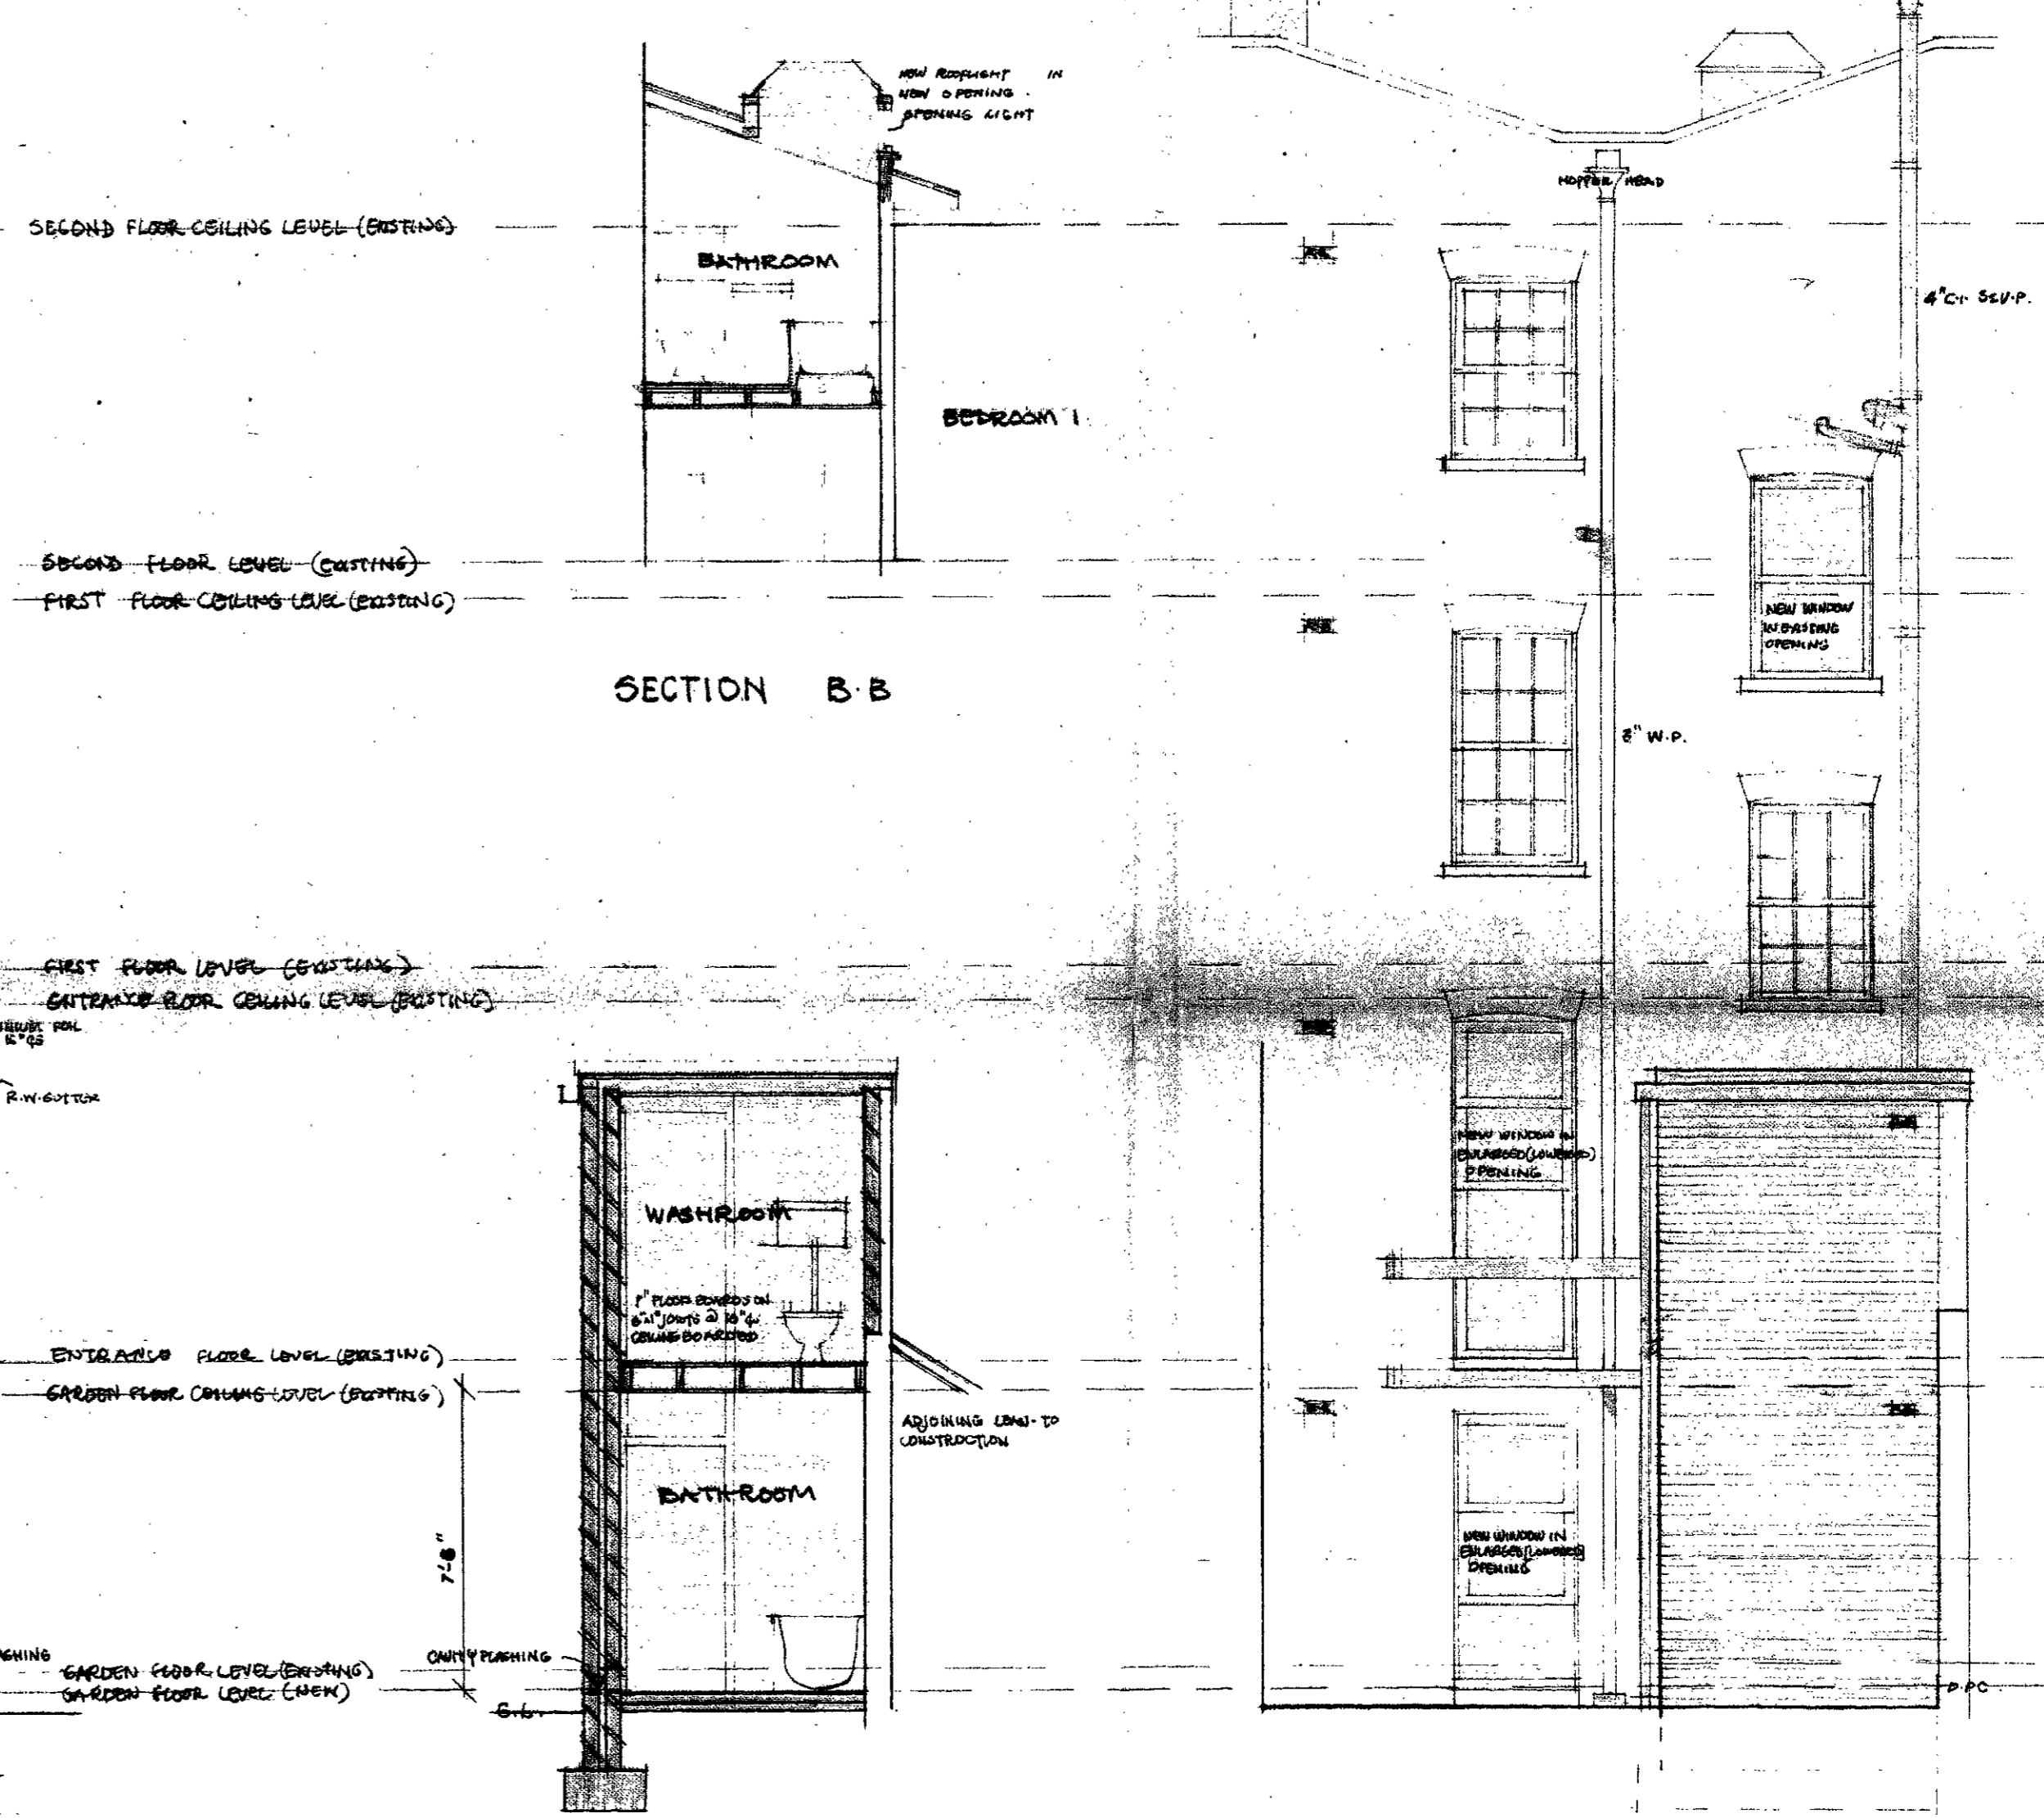 NEW ROOFLIGHT IN
NEW OPENING.
OPENING LIGHT
HOPPER HEAD
SECOND FLOOR CEILING LEVEL (EXISTING)
BATHROOM
4" C.I. S&V.P.
BEDROOM 1
SECOND FLOOR LEVEL (EXISTING)
FIRST FLOOR CEILING LEVEL (EXISTING)
NEW WINDOW
IN EXISTING
OPENING
SECTION B·B
3" W.P.
FIRST FLOOR LEVEL (EXISTING)
ENTRANCE FLOOR CEILING LEVEL (EXISTING)
R.W. GUTTER
NEW WINDOW IN
ENLARGED (LOWERED)
OPENING
WASHROOM
1" FLOOR BOARDS ON
JOISTS @ 16"
CEILING BOARDED
ENTRANCE FLOOR LEVEL (EXISTING)
GARDEN FLOOR CEILING LEVEL (EXISTING)
ADJOINING LEAN-TO
CONSTRUCTION
BATHROOM
7'-8"
NEW WINDOW IN
ENLARGED (LOWERED)
OPENING
CAVITY FLASHING
GARDEN FLOOR LEVEL (EXISTING)
GARDEN FLOOR LEVEL (NEW)
G.L.
D.P.C